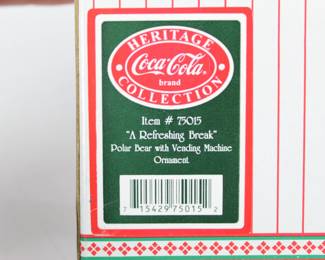 HERITAGE
Coca-Cola®
brand
COLLECTION
Item # 75015
"A Refreshing Break"
Polar Bear with Vending Machine
Ornament
7 15429 75015 2